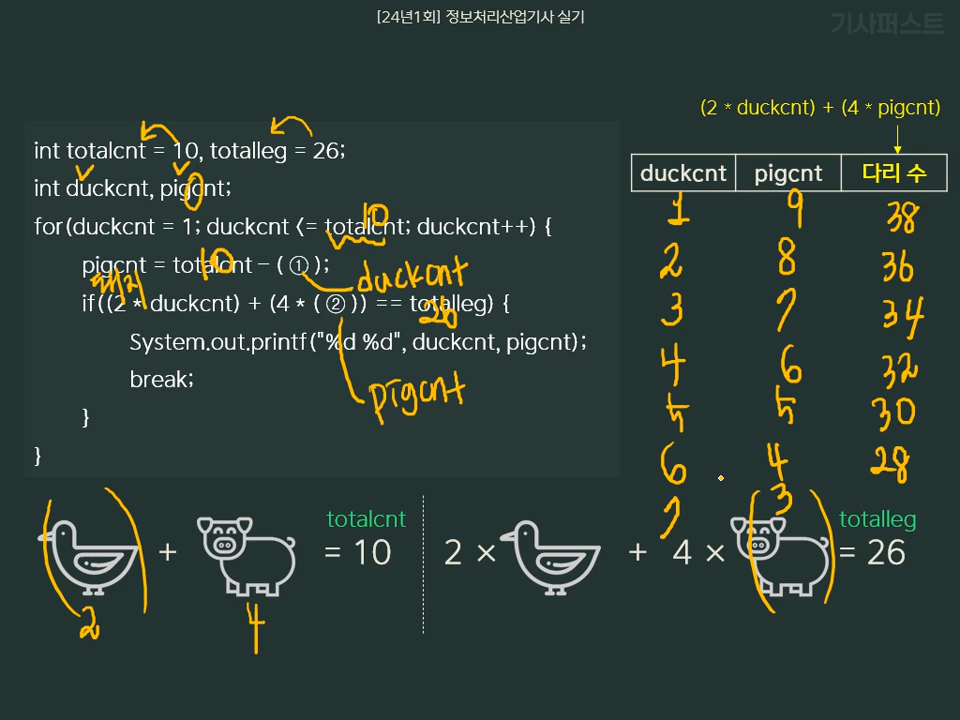 [24년1회] 정보처리산업기사 실기
기사퍼스트
(2 * duckcnt) + (4 * pigcnt)
int totalcnt = 10, totalleg = 26;
int duckcnt, pigcnt;
0
10
for(duckcnt = 1; duckcnt <= totalcnt; duckcnt++) {
10
pigcnt = totalcnt - ( ① );
duckcnt
if((2 * duckcnt) + (4 * ( ② )) == totalleg) {
26
System.out.printf("%d %d", duckcnt, pigcnt);
break;
pigcnt
}
}
duckcnt pigcnt 다리 수
1 9 38
2 8 36
3 7 34
4 6 32
5 5 30
6 4 28
7 3
totalcnt
+ = 10
2 4
totalleg
2 × + 4 × = 26